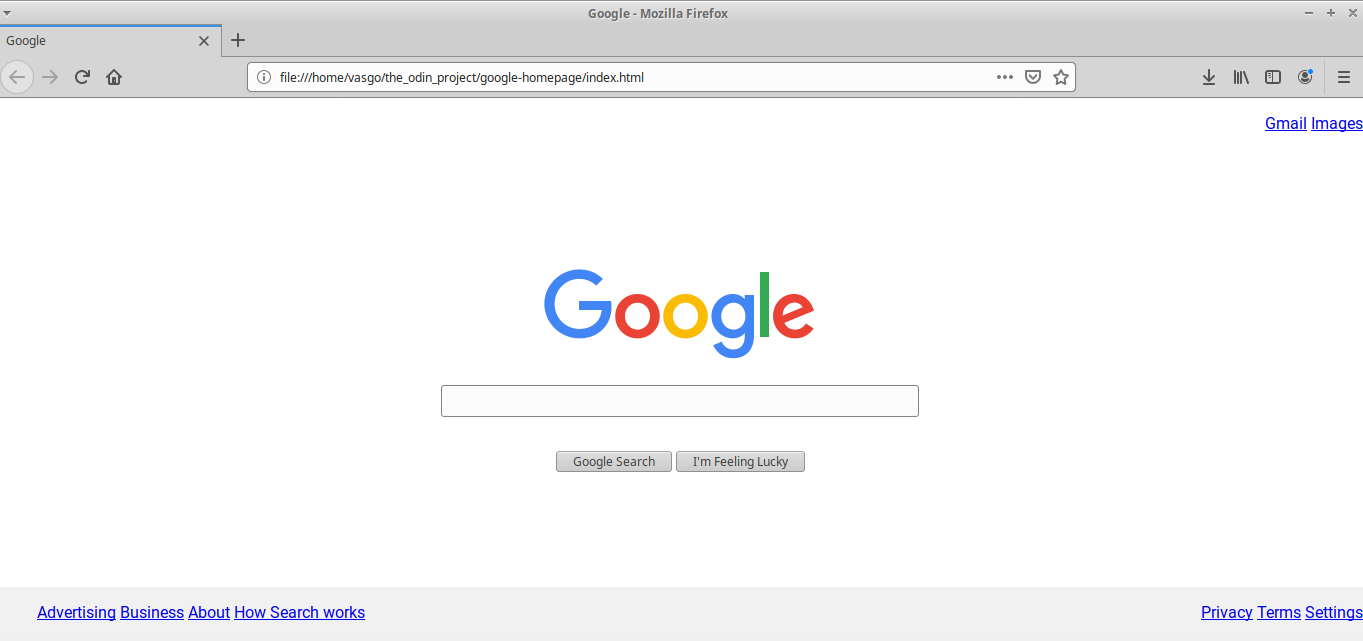 Google - Mozilla Firefox
Google
file:///home/vasgo/the_odin_project/google-homepage/index.html
Gmail Images
Google
Google Search I'm Feeling Lucky
Advertising Business About How Search works Privacy Terms Settings